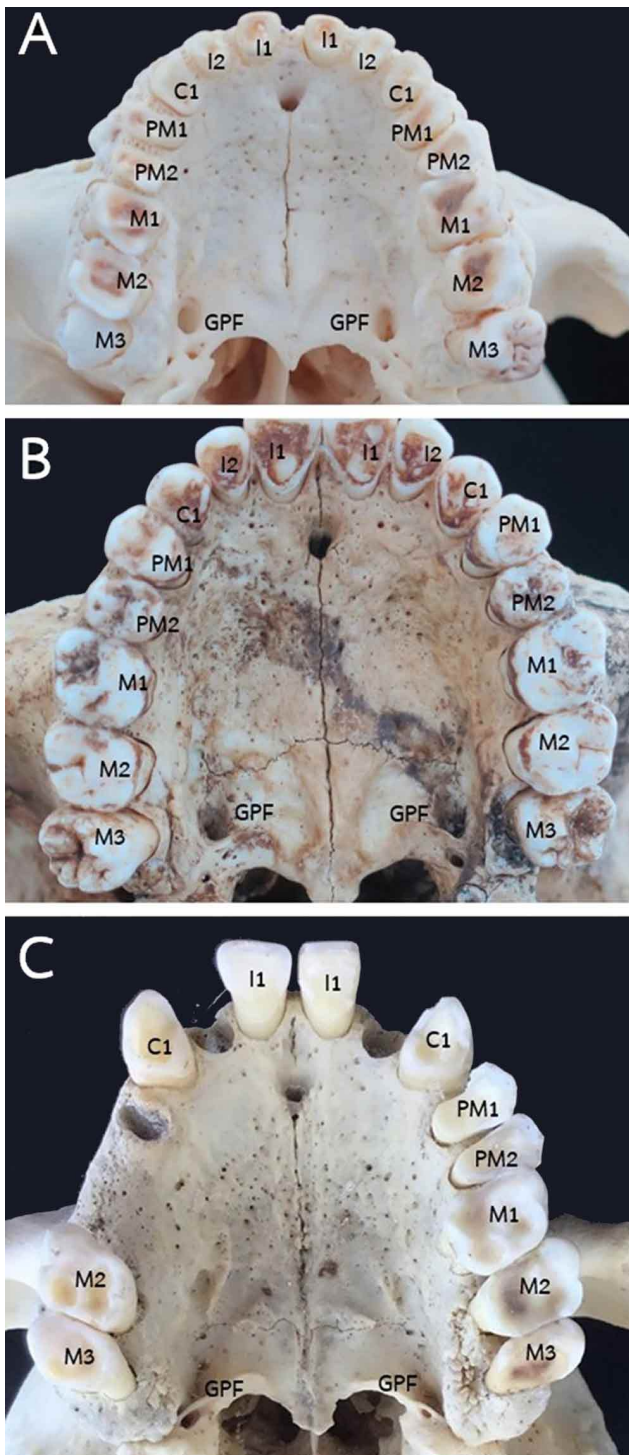 A
I1 I1
I2 I2
C1 C1
PM1 PM1
PM2 PM2
M1 M1
M2 M2
GPF GPF
M3 M3
B
I2 I1 I1 I2
C1 C1
PM1 PM1
PM2 PM2
M1 M1
M2 M2
GPF GPF
M3 M3
C
I1 I1
C1 C1
PM1
PM2
M1
M2 M2
M3 M3
GPF GPF